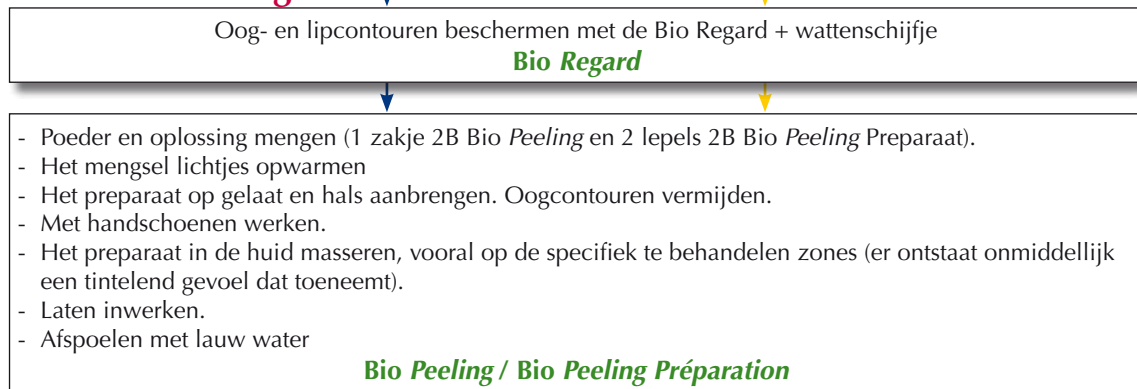 Oog- en lipcontouren beschermen met de Bio Regard + wattenschijfje
Bio Regard
- Poeder en oplossing mengen (1 zakje 2B Bio Peeling en 2 lepels 2B Bio Peeling Preparaat).
- Het mengsel lichtjes opwarmen
- Het preparaat op gelaat en hals aanbrengen. Oogcontouren vermijden.
- Met handschoenen werken.
- Het preparaat in de huid masseren, vooral op de specifiek te behandelen zones (er ontstaat onmiddellijk
een tintelend gevoel dat toeneemt).
- Laten inwerken.
- Afspoelen met lauw water
Bio Peeling / Bio Peeling Préparation